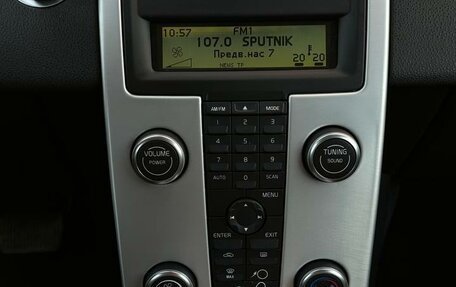 10:57
FM1
107.0 SPUTNIK
Предв.нас 7
NEWS TP
20 20
AM/FM
MODE
1 2 3
4 5 6
7 8 9
AUTO 0 SCAN
VOLUME
POWER
TUNING
SOUND
MENU
ENTER EXIT
MAX